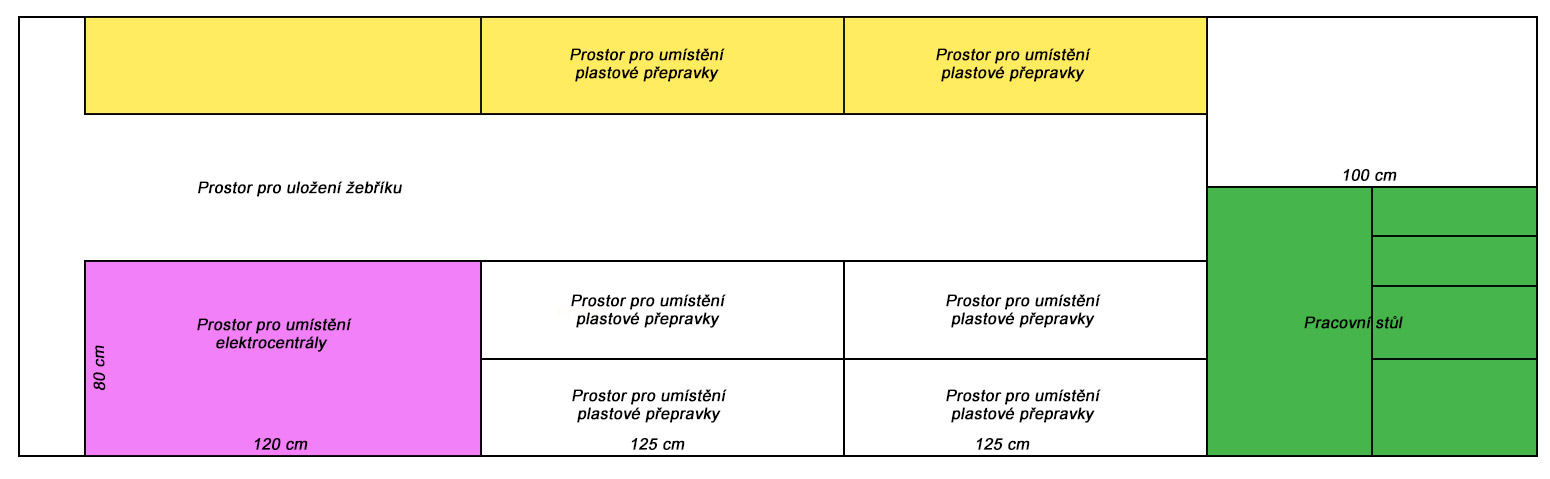 Prostor pro umístění
plastové přepravky
Prostor pro umístění
plastové přepravky
100 cm
Prostor pro uložení žebříku
Prostor pro umístění
plastové přepravky
Prostor pro umístění
plastové přepravky
Prostor pro umístění
elektrocentrály
Pracovní stůl
80 cm
Prostor pro umístění
plastové přepravky
Prostor pro umístění
plastové přepravky
120 cm
125 cm
125 cm